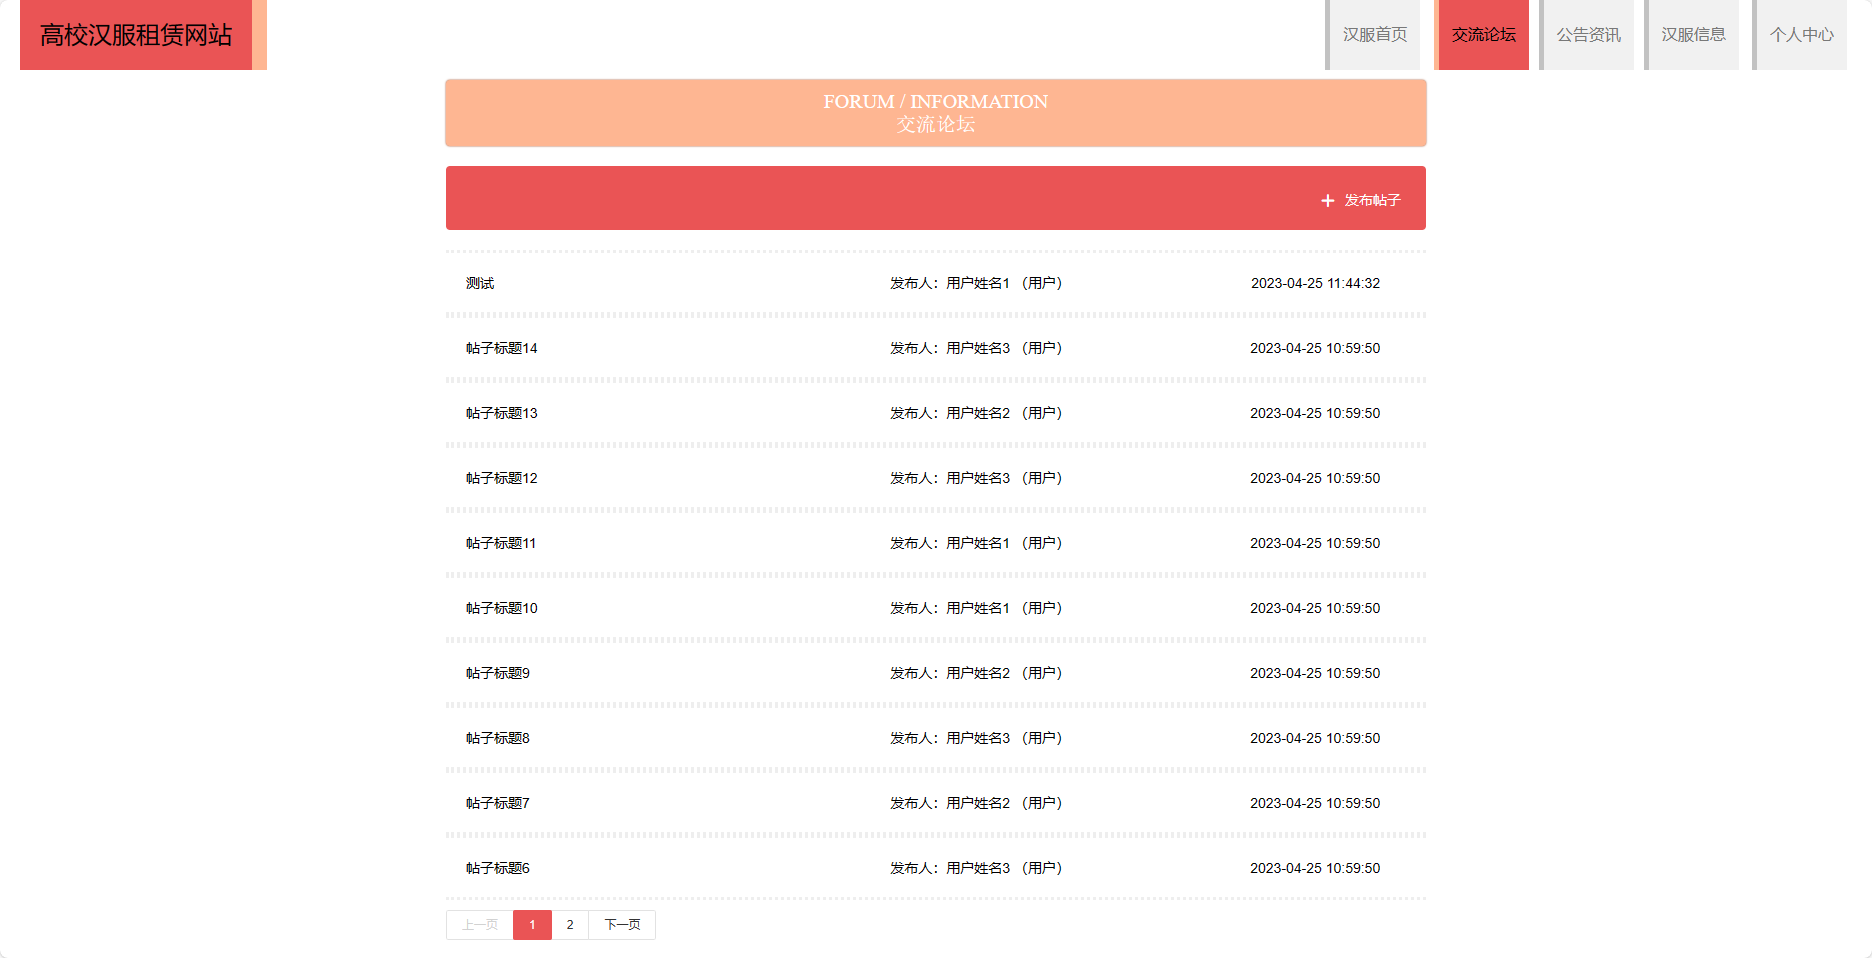 高校汉服租赁网站
汉服首页 交流论坛 公告资讯 汉服信息 个人中心
FORUM / INFORMATION
交流论坛
+ 发布帖子
测试 发布人：用户姓名1 （用户） 2023-04-25 11:44:32
帖子标题14 发布人：用户姓名3 （用户） 2023-04-25 10:59:50
帖子标题13 发布人：用户姓名2 （用户） 2023-04-25 10:59:50
帖子标题12 发布人：用户姓名3 （用户） 2023-04-25 10:59:50
帖子标题11 发布人：用户姓名1 （用户） 2023-04-25 10:59:50
帖子标题10 发布人：用户姓名1 （用户） 2023-04-25 10:59:50
帖子标题9 发布人：用户姓名2 （用户） 2023-04-25 10:59:50
帖子标题8 发布人：用户姓名3 （用户） 2023-04-25 10:59:50
帖子标题7 发布人：用户姓名2 （用户） 2023-04-25 10:59:50
帖子标题6 发布人：用户姓名3 （用户） 2023-04-25 10:59:50
上一页 1 2 下一页